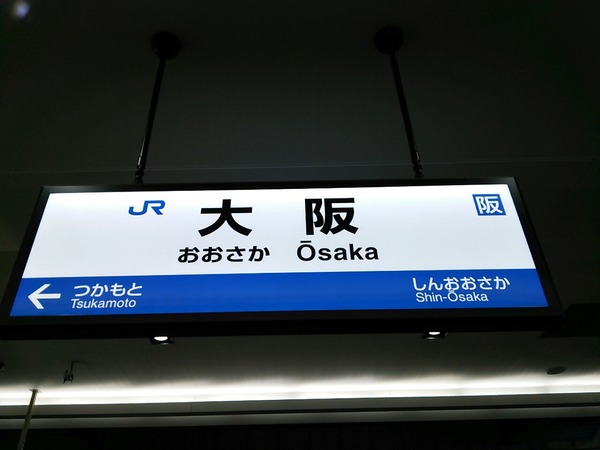 JR 大阪 阪
おおさか Ōsaka
← つかもと しんおおさか
Tsukamoto Shin-Ōsaka